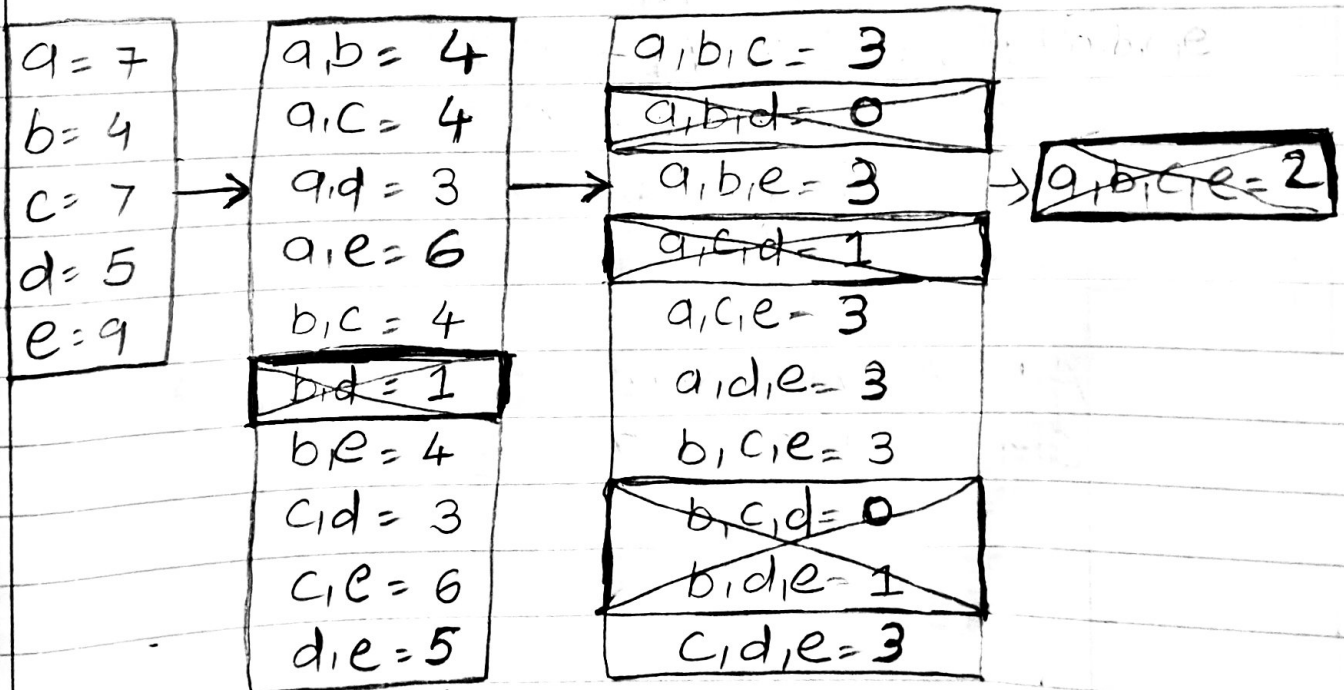 a = 7
b = 4
c = 7
d = 5
e = 9
a,b = 4
a,c = 4
a,d = 3
a,e = 6
b,c = 4
b,d = 1
b,e = 4
c,d = 3
c,e = 6
d,e = 5
a,b,c = 3
a,b,d = 0
a,b,e = 3
a,c,d = 1
a,c,e = 3
a,d,e = 3
b,c,e = 3
b,c,d = 0
b,d,e = 1
c,d,e = 3
a,b,c,e = 2